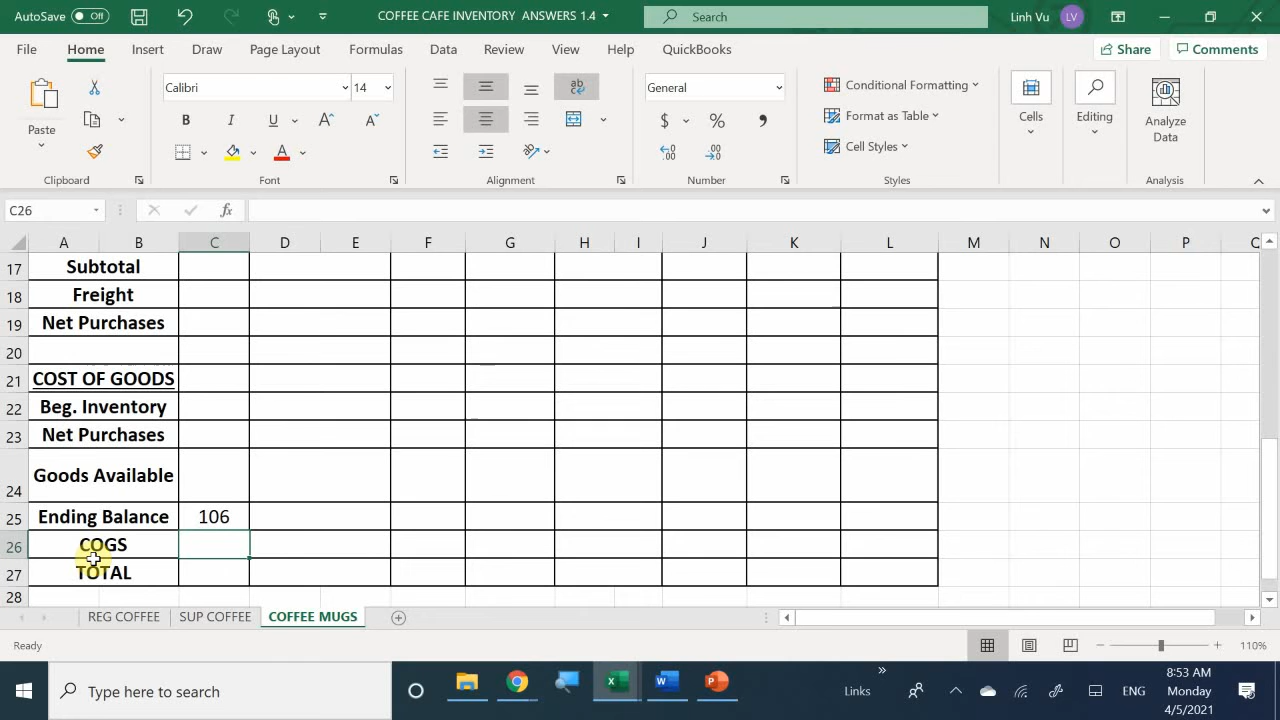 AutoSave Off COFFEE CAFE INVENTORY ANSWERS 1.4 Search Linh Vu LV
File Home Insert Draw Page Layout Formulas Data Review View Help QuickBooks Share Comments
Paste
Clipboard
Calibri 14
B I U A A
A
Font
ab
Alignment
General
$ % ,
Number
Conditional Formatting
Format as Table
Cell Styles
Styles
Cells
Editing
Analyze
Data
Analysis
C26 fx
A B C D E F G H I J K L M N O P
17 Subtotal
18 Freight
19 Net Purchases
20
21 COST OF GOODS
22 Beg. Inventory
23 Net Purchases
24 Goods Available
25 Ending Balance 106
26 COGS
27 TOTAL
28
REG COFFEE SUP COFFEE COFFEE MUGS
Ready 110%
Type here to search
Links
ENG
8:53 AM
Monday
4/5/2021